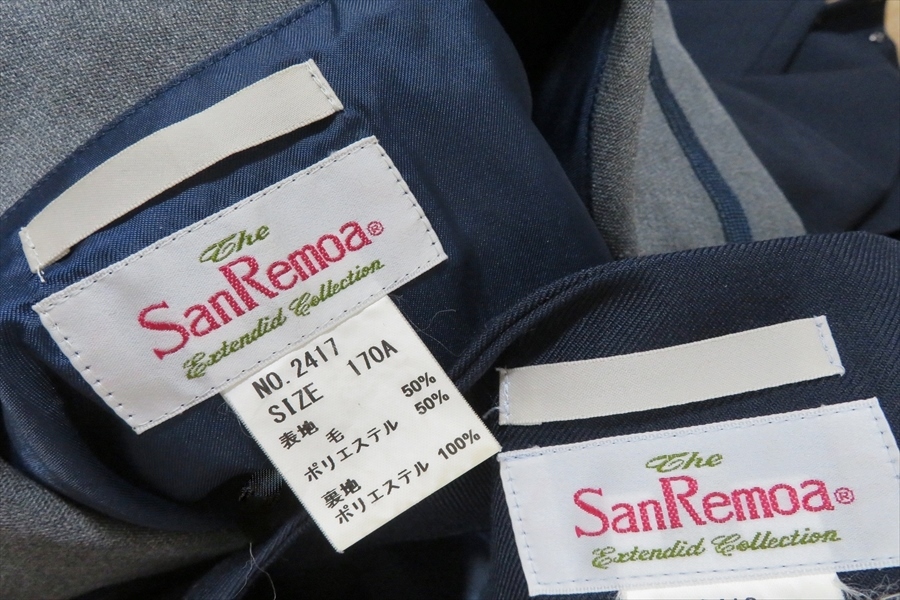 The
SanRemoa®
Extendid Collection
NO. 2417
SIZE 170A
表地 毛 50%
ポリエステル 50%
裏地
ポリエステル 100%
The
SanRemoa®
Extendid Collection